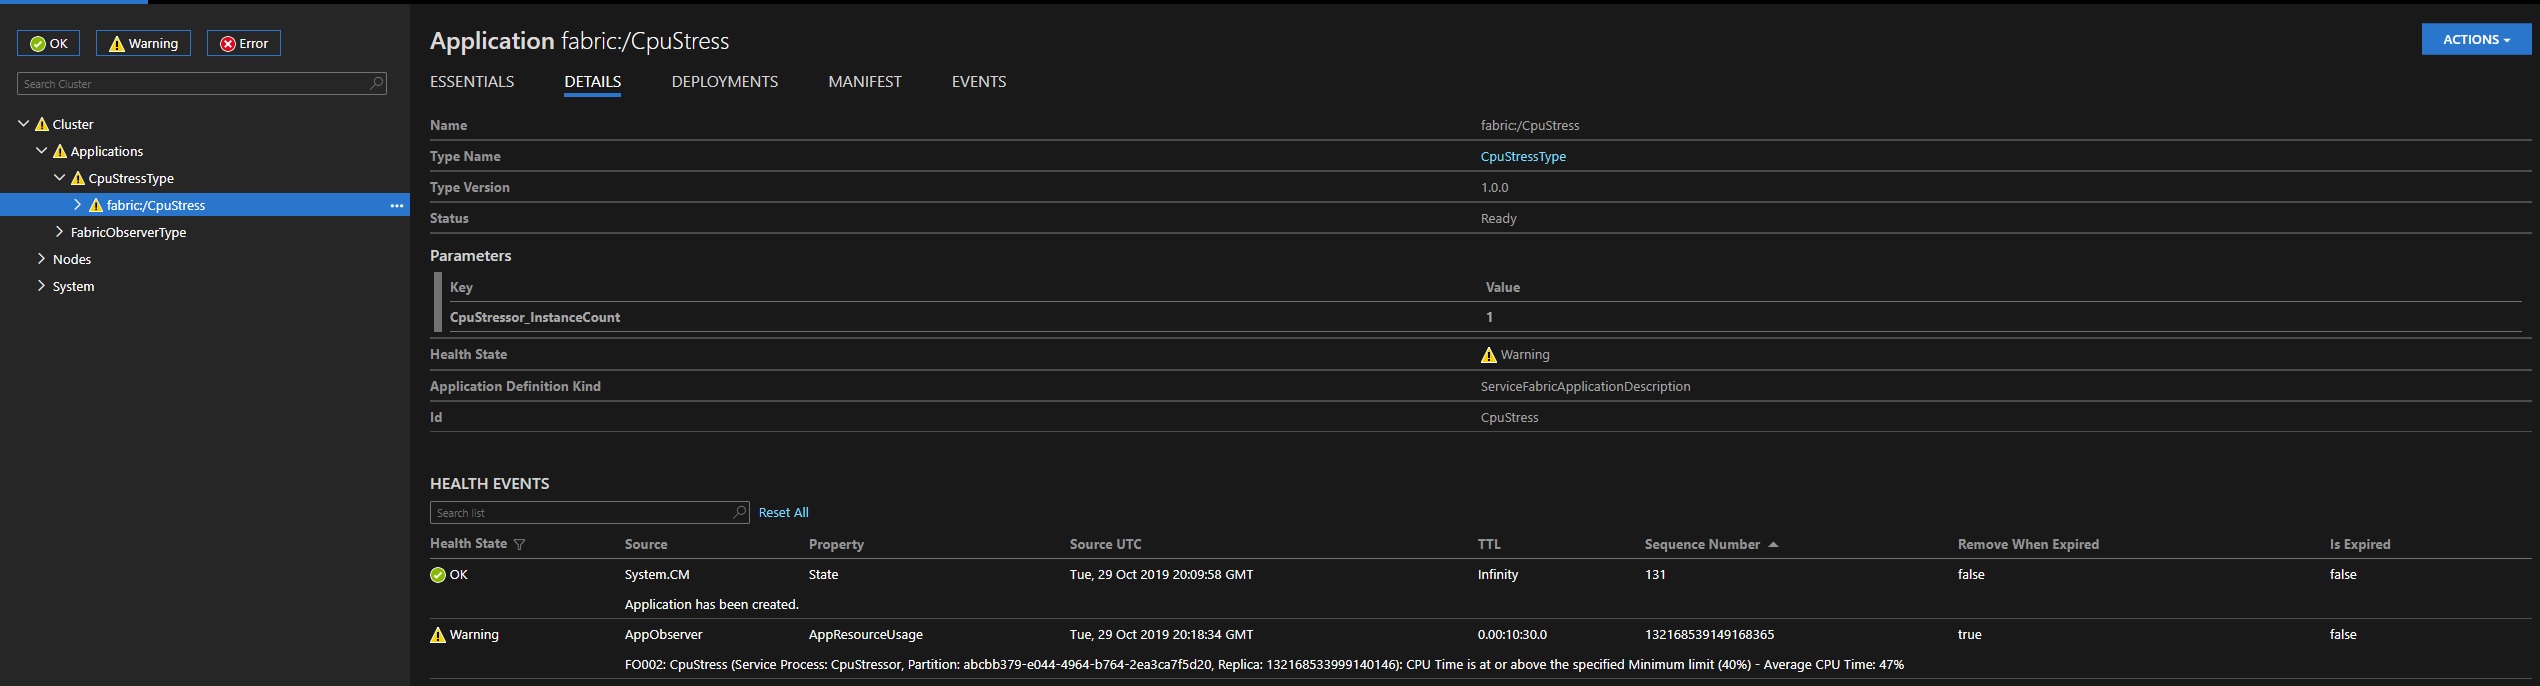 OK Warning Error
Search Cluster
Cluster
Applications
CpuStressType
fabric:/CpuStress
FabricObserverType
Nodes
System
Application fabric:/CpuStress
ACTIONS
ESSENTIALS DETAILS DEPLOYMENTS MANIFEST EVENTS
Name fabric:/CpuStress
Type Name CpuStressType
Type Version 1.0.0
Status Ready
Parameters
Key Value
CpuStressor_InstanceCount 1
Health State Warning
Application Definition Kind ServiceFabricApplicationDescription
Id CpuStress
HEALTH EVENTS
Search list Reset All
Health State Source Property Source UTC TTL Sequence Number Remove When Expired Is Expired
OK System.CM State Tue, 29 Oct 2019 20:09:58 GMT Infinity 131 false false
Application has been created.
Warning AppObserver AppResourceUsage Tue, 29 Oct 2019 20:18:34 GMT 0.00:10:30.0 132168539149168365 true false
FO002: CpuStress (Service Process: CpuStressor, Partition: abcbb379-e044-4964-b764-2ea3ca7f5d20, Replica: 132168533999140146): CPU Time is at or above the specified Minimum limit (40%) - Average CPU Time: 47%